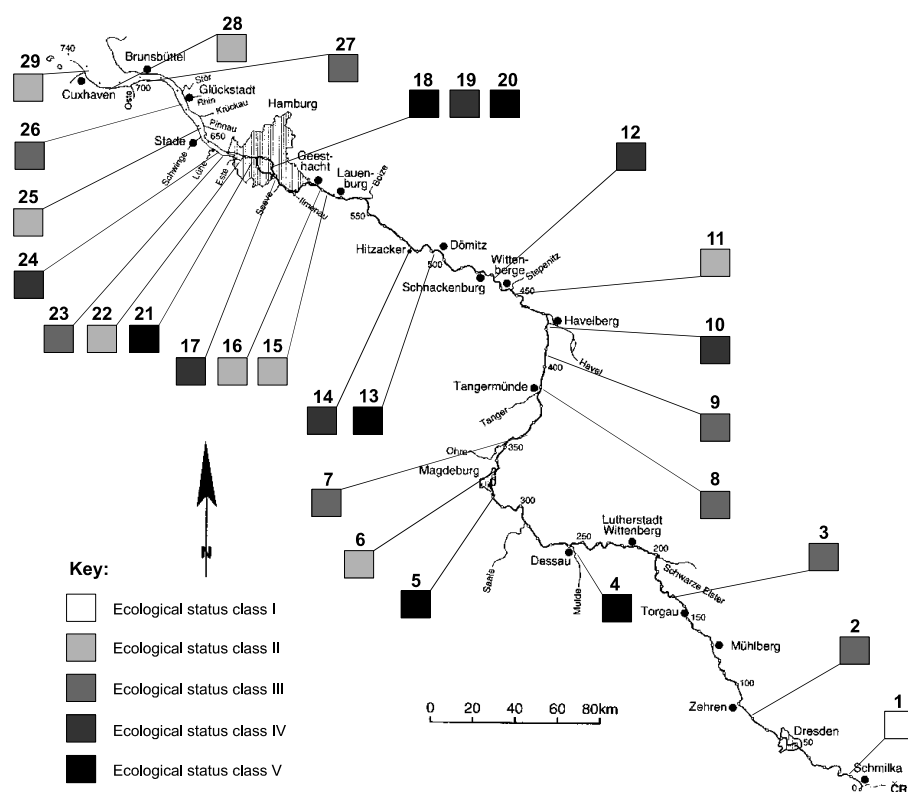 28
27
740
Brunsbüttel
29
18
19
20
Stör
700
Glückstadt
Cuxhaven
Oste
Rhin
Hamburg
Krückau
Pinnau
12
26
650
Stade
Geest-
hacht
Schwinge
Lühe
Este
Lauen-
burg
Boize
25
Seeve
Ilmenau
550
11
Dömitz
Hitzacker
500
Witten-
berge
Stepenitz
24
Schnackenburg
450
23
22
21
Havelberg
10
17
16
15
Havel
400
14
13
Tangermünde
9
Tanger
350
Ohre
Magdeburg
7
8
300
Lutherstadt
Wittenberg
6
250
3
200
N
Dessau
Schwarze Elster
Key:
5
Saale
Mulde
4
Torgau
150
Ecological status class I
2
Mühlberg
Ecological status class II
100
Ecological status class III
1
Zehren
0 20 40 60 80km
Ecological status class IV
Dresden
50
Ecological status class V
Schmilka
0
ČR